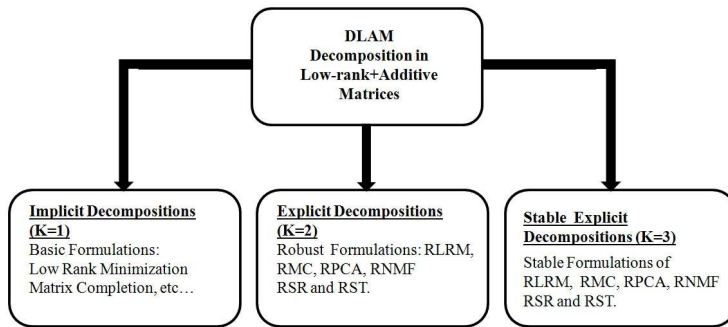 DLAM
Decomposition in
Low-rank+Additive
Matrices
Implicit Decompositions
(K=1)
Basic Formulations:
Low Rank Minimization
Matrix Completion, etc…
Explicit Decompositions
(K=2)
Robust Formulations: RLRM,
RMC, RPCA, RNMF
RSR and RST.
Stable Explicit
Decompositions (K=3)
Stable Formulations of
RLRM, RMC, RPCA, RNMF
RSR and RST.